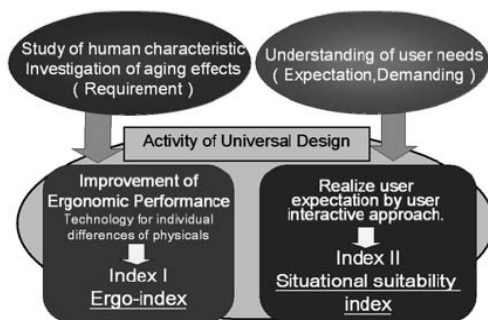 Study of human characteristic
Investigation of aging effects
( Requirement )
Understanding of user needs
( Expectation,Demanding )
Activity of Universal Design
Improvement of
Ergonomic Performance
Technology for individual
differences of physicals
Index I
Ergo-index
Realize user
expectation by user
interactive approach.
Index II
Situational suitability
index